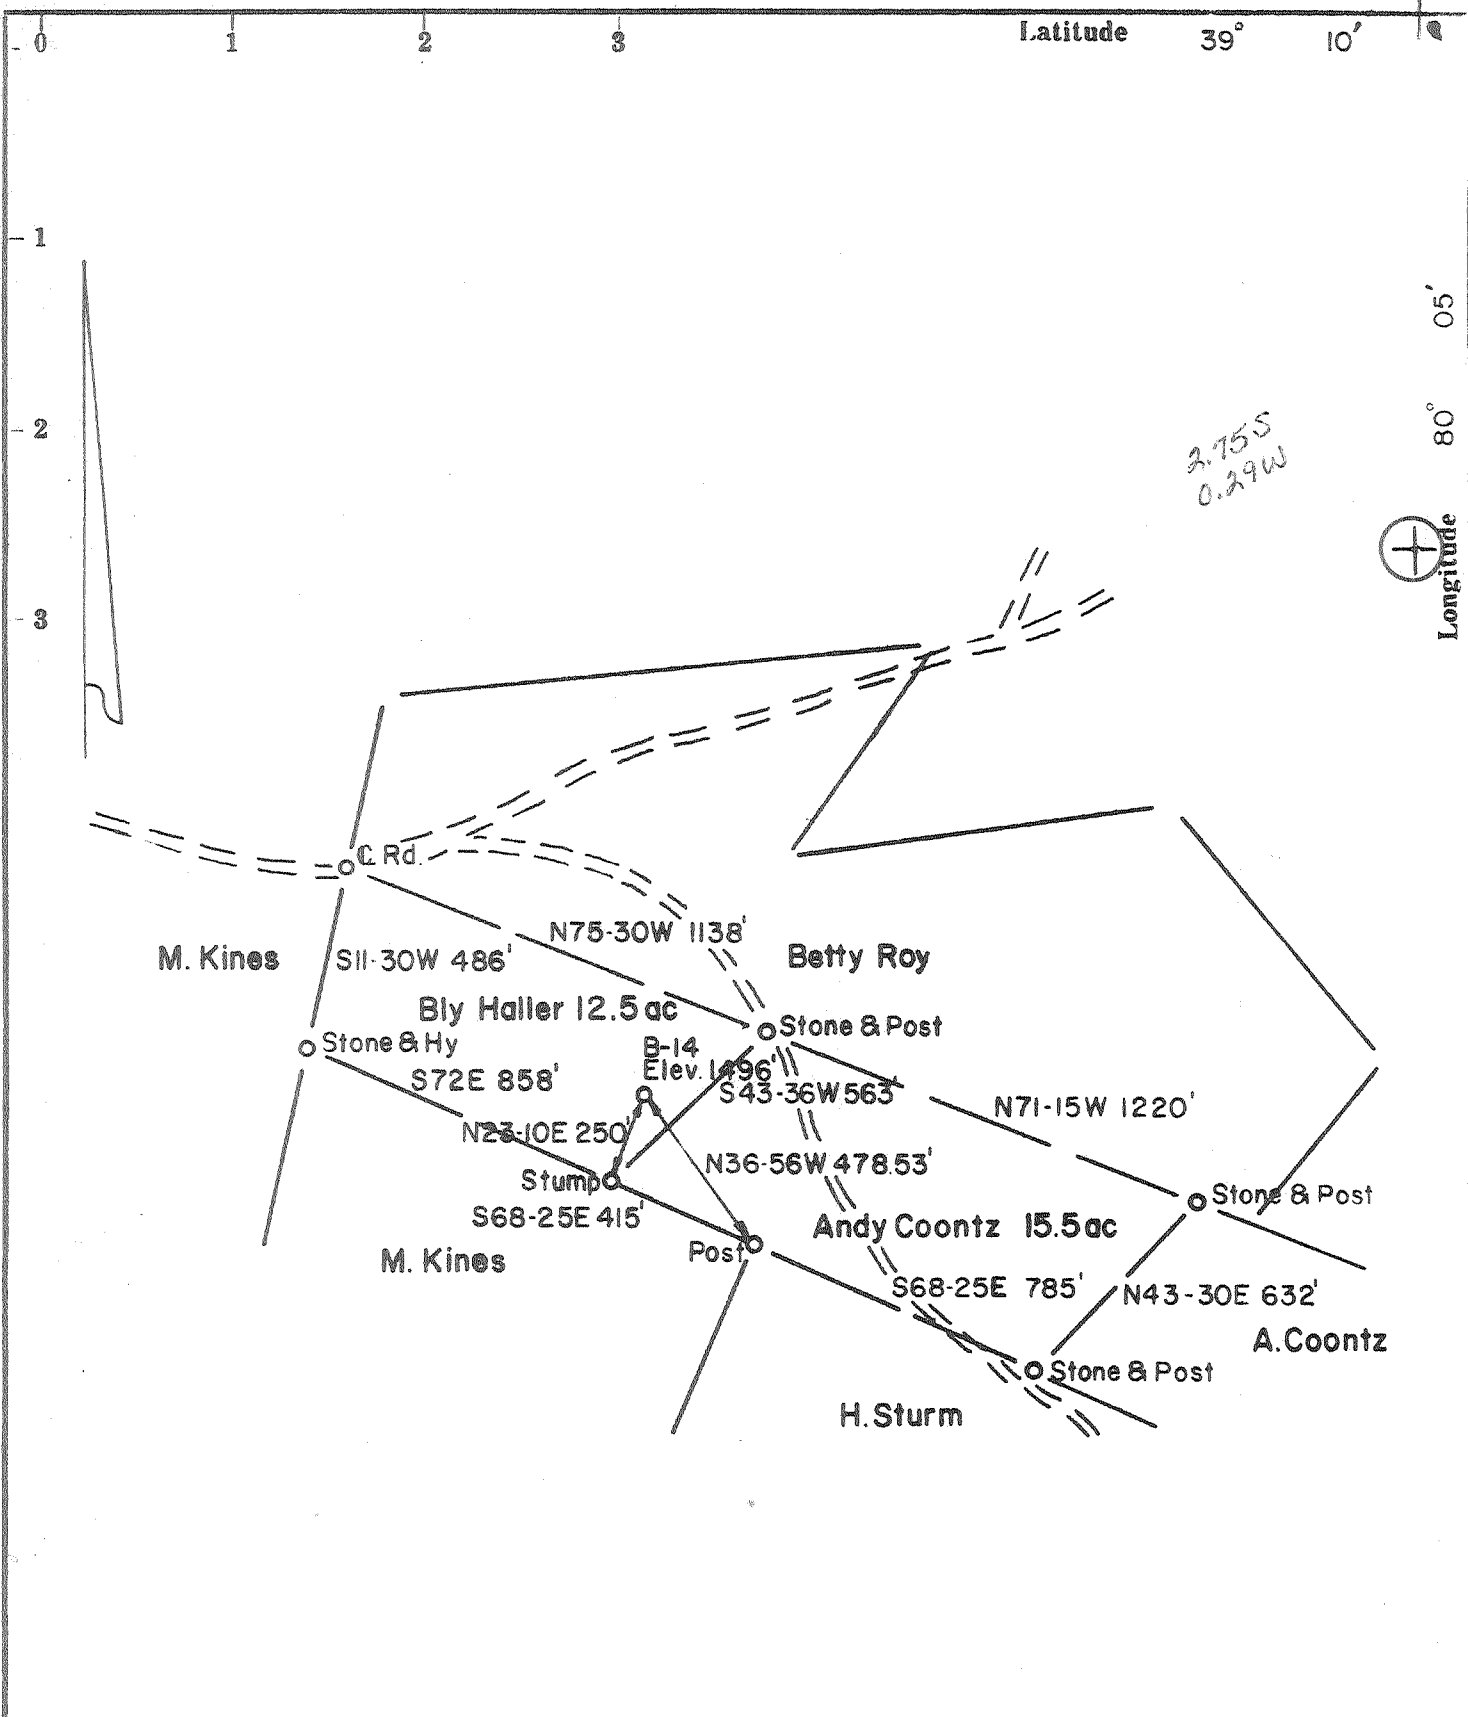 0 1 2 3 Latitude 39° 10'
1
05'
2
80°
2.75S
0.29W
Longitude
3
℄ Rd.
N75-30W 1138'
M. Kines
S11-30W 486'
Betty Roy
Bly Haller 12.5 ac
Stone & Post
Stone & Hy
B-14
Elev. 1496'
S72E 858'
S43-36W 563'
N71-15W 1220'
N23-10E 250'
N36-56W 478.53'
Stump
Stone & Post
S68-25E 415'
Andy Coontz 15.5 ac
Post
M. Kines
S68-25E 785'
N43-30E 632'
A. Coontz
Stone & Post
H. Sturm